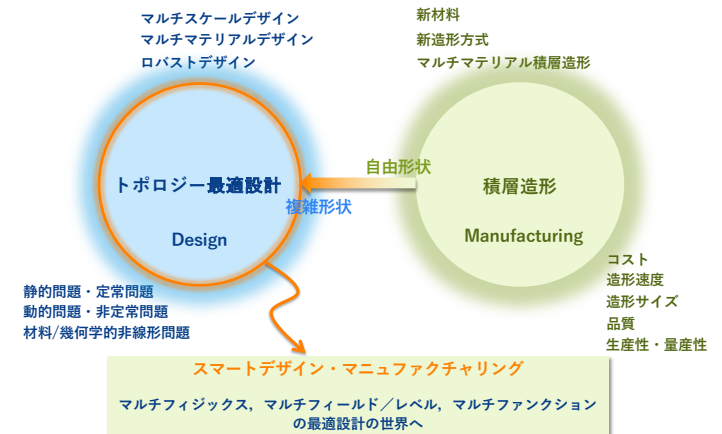 マルチスケールデザイン
マルチマテリアルデザイン
ロバストデザイン
新材料
新造形方式
マルチマテリアル積層造形
自由形状
トポロジー最適設計
積層造形
複雑形状
Design
Manufacturing
静的問題・定常問題
動的問題・非定常問題
材料/幾何学的非線形問題
コスト
造形速度
造形サイズ
品質
生産性・量産性
スマートデザイン・マニュファクチャリング
マルチフィジックス，マルチフィールド／レベル，マルチファンクション
の最適設計の世界へ